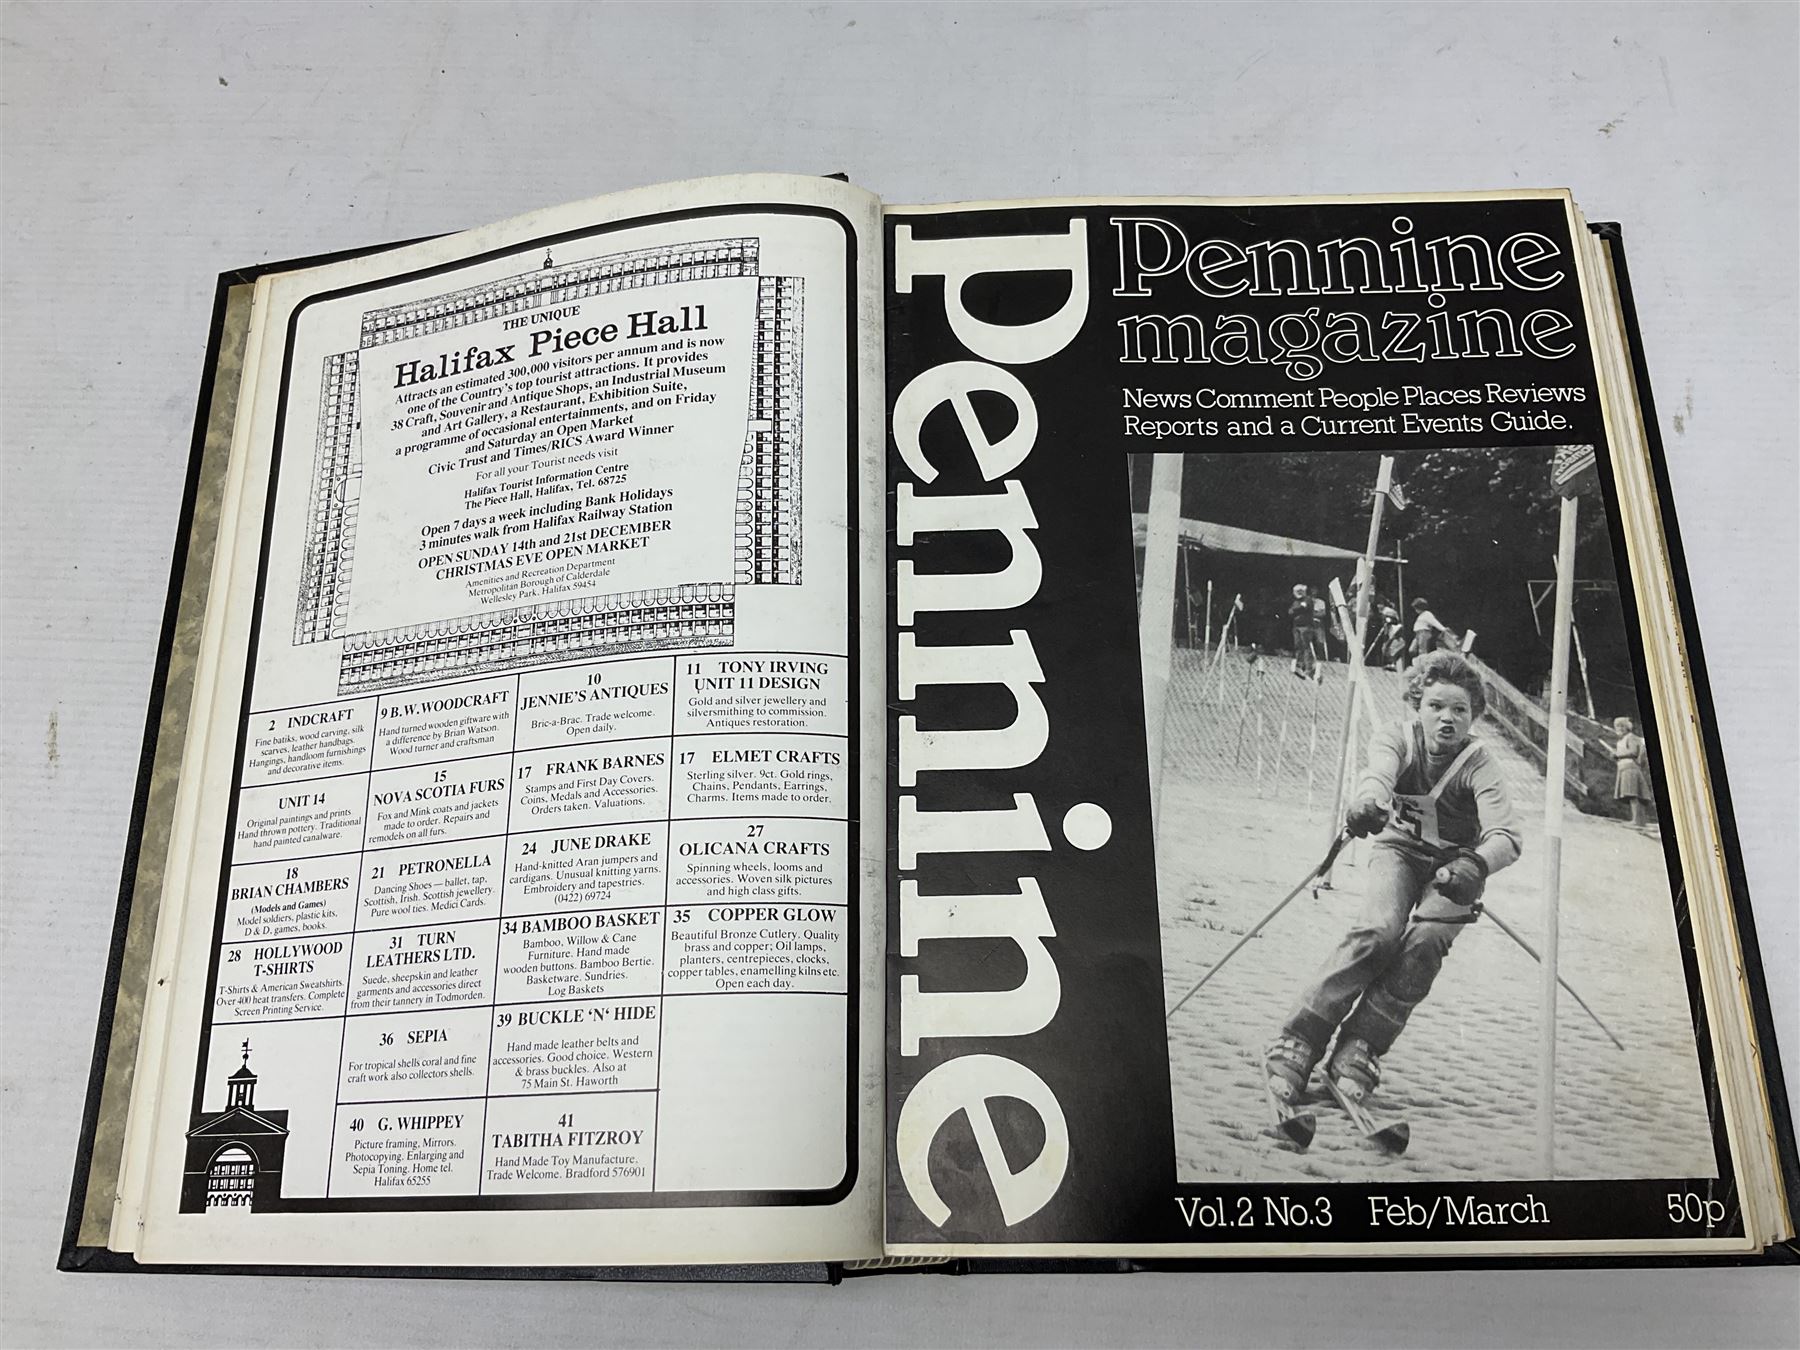 THE UNIQUE
Halifax Piece Hall
Attracts an estimated 300,000 visitors per annum and is now
one of the Country's top tourist attractions. It provides
38 Craft, Souvenir and Antique Shops, an Industrial Museum
and Art Gallery, a Restaurant, Exhibition Suite,
a programme of occasional entertainments, and on Friday
and Saturday an Open Market
Civic Trust and Times/RICS Award Winner
For all your Tourist needs visit
Halifax Tourist Information Centre
The Piece Hall, Halifax, Tel. 68725
Open 7 days a week including Bank Holidays
3 minutes walk from Halifax Railway Station
OPEN SUNDAY 14th and 21st DECEMBER
CHRISTMAS EVE OPEN MARKET
Amenities and Recreation Department
Metropolitan Borough of Calderdale
Wellesley Park, Halifax 59454
2 INDCRAFT
Fine batiks, wood carving, silk
scarves, leather handbags.
Hangings, handloom furnishings
and decorative items.
9 B.W. WOODCRAFT
Hand turned wooden giftware with
a difference by Brian Watson.
Wood turner and craftsman
10
JENNIE'S ANTIQUES
Bric-a-Brac. Trade welcome.
Open daily.
11 TONY IRVING
UNIT 11 DESIGN
Gold and silver jewellery and
silversmithing to commission.
Antiques restoration.
UNIT 14
Original paintings and prints.
Hand thrown pottery. Traditional
hand painted canalware.
15
NOVA SCOTIA FURS
Fox and Mink coats and jackets
made to order. Repairs and
remodels on all furs.
17 FRANK BARNES
Stamps and First Day Covers.
Coins, Medals and Accessories.
Orders taken. Valuations.
17 ELMET CRAFTS
Sterling silver. 9ct. Gold rings,
Chains, Pendants, Earrings,
Charms. Items made to order.
18
BRIAN CHAMBERS
(Models and Games)
Model soldiers, plastic kits,
D & D, games, books.
21 PETRONELLA
Dancing Shoes — ballet, tap,
Scottish, Irish. Scottish jewellery.
Pure wool ties. Medici Cards.
24 JUNE DRAKE
Hand-knitted Aran jumpers and
cardigans. Unusual knitting yarns.
Embroidery and tapestries.
(0422) 69724
27
OLICANA CRAFTS
Spinning wheels, looms and
accessories. Woven silk pictures
and high class gifts.
28 HOLLYWOOD
T-SHIRTS
T-Shirts & American Sweatshirts.
Over 400 heat transfers. Complete
Screen Printing Service.
31 TURN
LEATHERS LTD.
Suede, sheepskin and leather
garments and accessories direct
from their tannery in Todmorden.
34 BAMBOO BASKET
Bamboo, Willow & Cane
Furniture. Hand made
wooden buttons. Bamboo Bertie.
Basketware. Sundries.
Log Baskets
35 COPPER GLOW
Beautiful Bronze Cutlery. Quality
brass and copper; Oil lamps,
planters, centrepieces, clocks,
copper tables, enamelling kilns etc.
Open each day.
36 SEPIA
For tropical shells coral and fine
craft work also collectors shells.
39 BUCKLE 'N' HIDE
Hand made leather belts and
accessories. Good choice. Western
& brass buckles. Also at
75 Main St. Haworth
40 G. WHIPPEY
Picture framing, Mirrors.
Photocopying. Enlarging and
Sepia Toning. Home tel.
Halifax 65255
41
TABITHA FITZROY
Hand Made Toy Manufacture.
Trade Welcome. Bradford 576901
Pennine
Pennine
magazine
News Comment People Places Reviews
Reports and a Current Events Guide.
Vol.2 No.3 Feb/March 50p